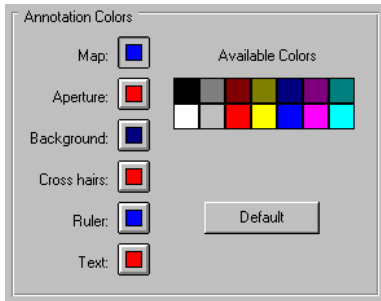 Annotation Colors
Map:
Available Colors
Aperture:
Background:
Cross hairs:
Ruler:
Default
Text: